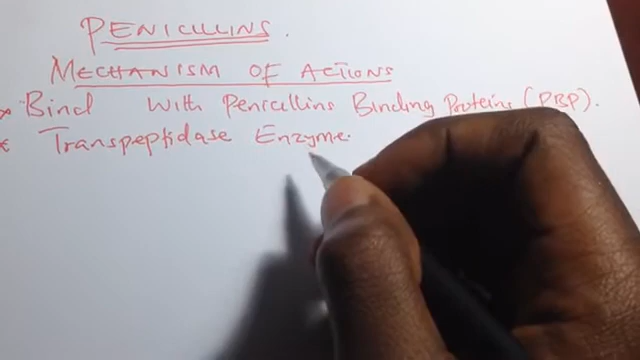 PENICILLINS.
MECHANISM OF ACTIONS
* Bind with Penicillins Binding Proteins (PBP).
* Transpeptidase Enzyme.